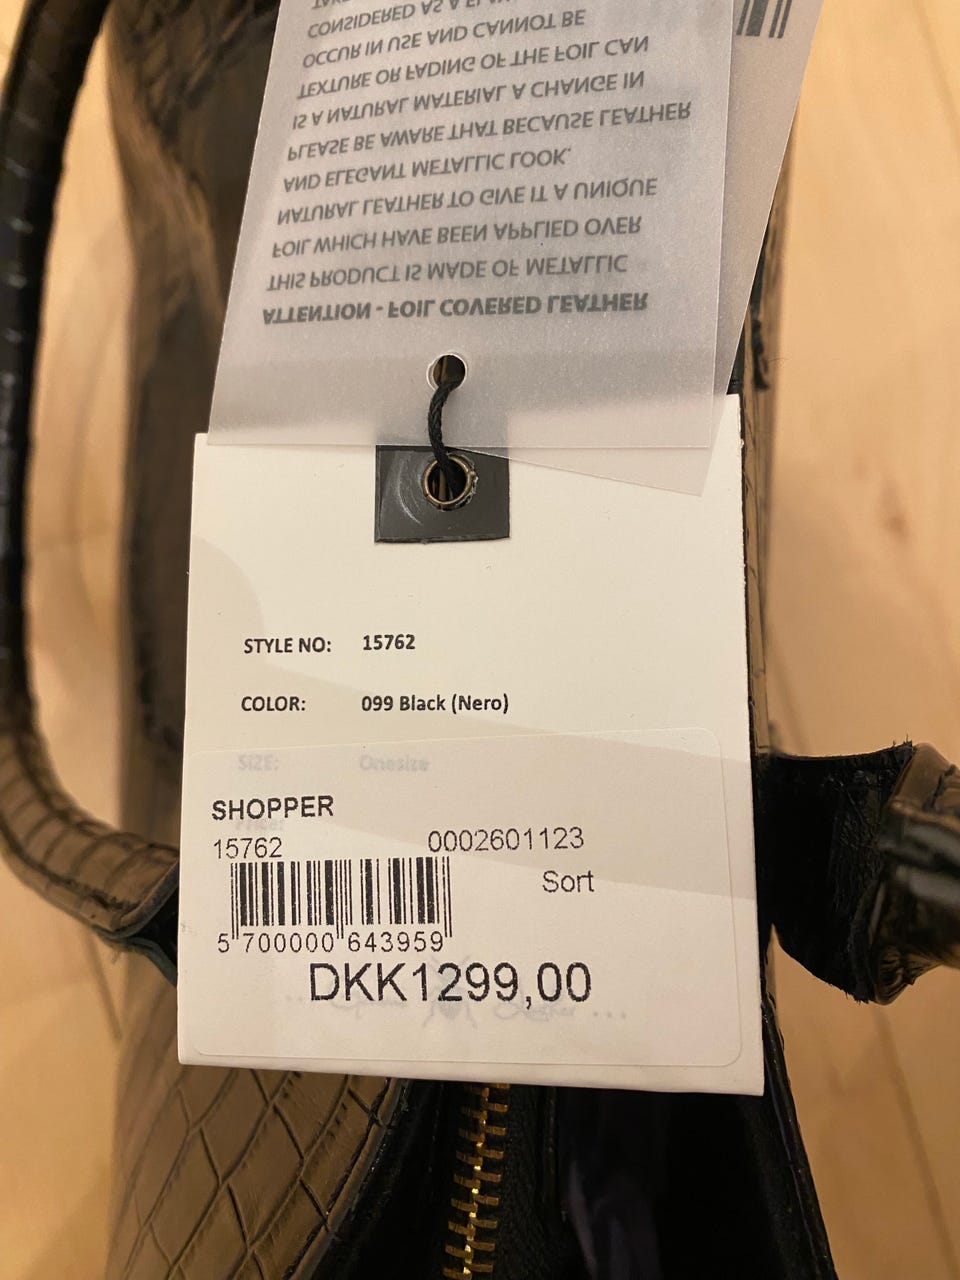 ATTENTION - FOIL COVERED LEATHER
THIS PRODUCT IS MADE OF METALLIC
FOIL WHICH HAVE BEEN APPLIED OVER
NATURAL LEATHER TO GIVE IT A UNIQUE
AND ELEGANT METALLIC LOOK.
PLEASE BE AWARE THAT BECAUSE LEATHER
IS A NATURAL MATERIAL A CHANGE IN
TEXTURE OR FADING OF THE FOIL CAN
OCCUR IN USE AND CANNOT BE
CONSIDERED AS A
STYLE NO: 15762
COLOR: 099 Black (Nero)
SIZE: Onesize
SHOPPER
15762 0002601123
Sort
5 700000 643959
DKK1299,00